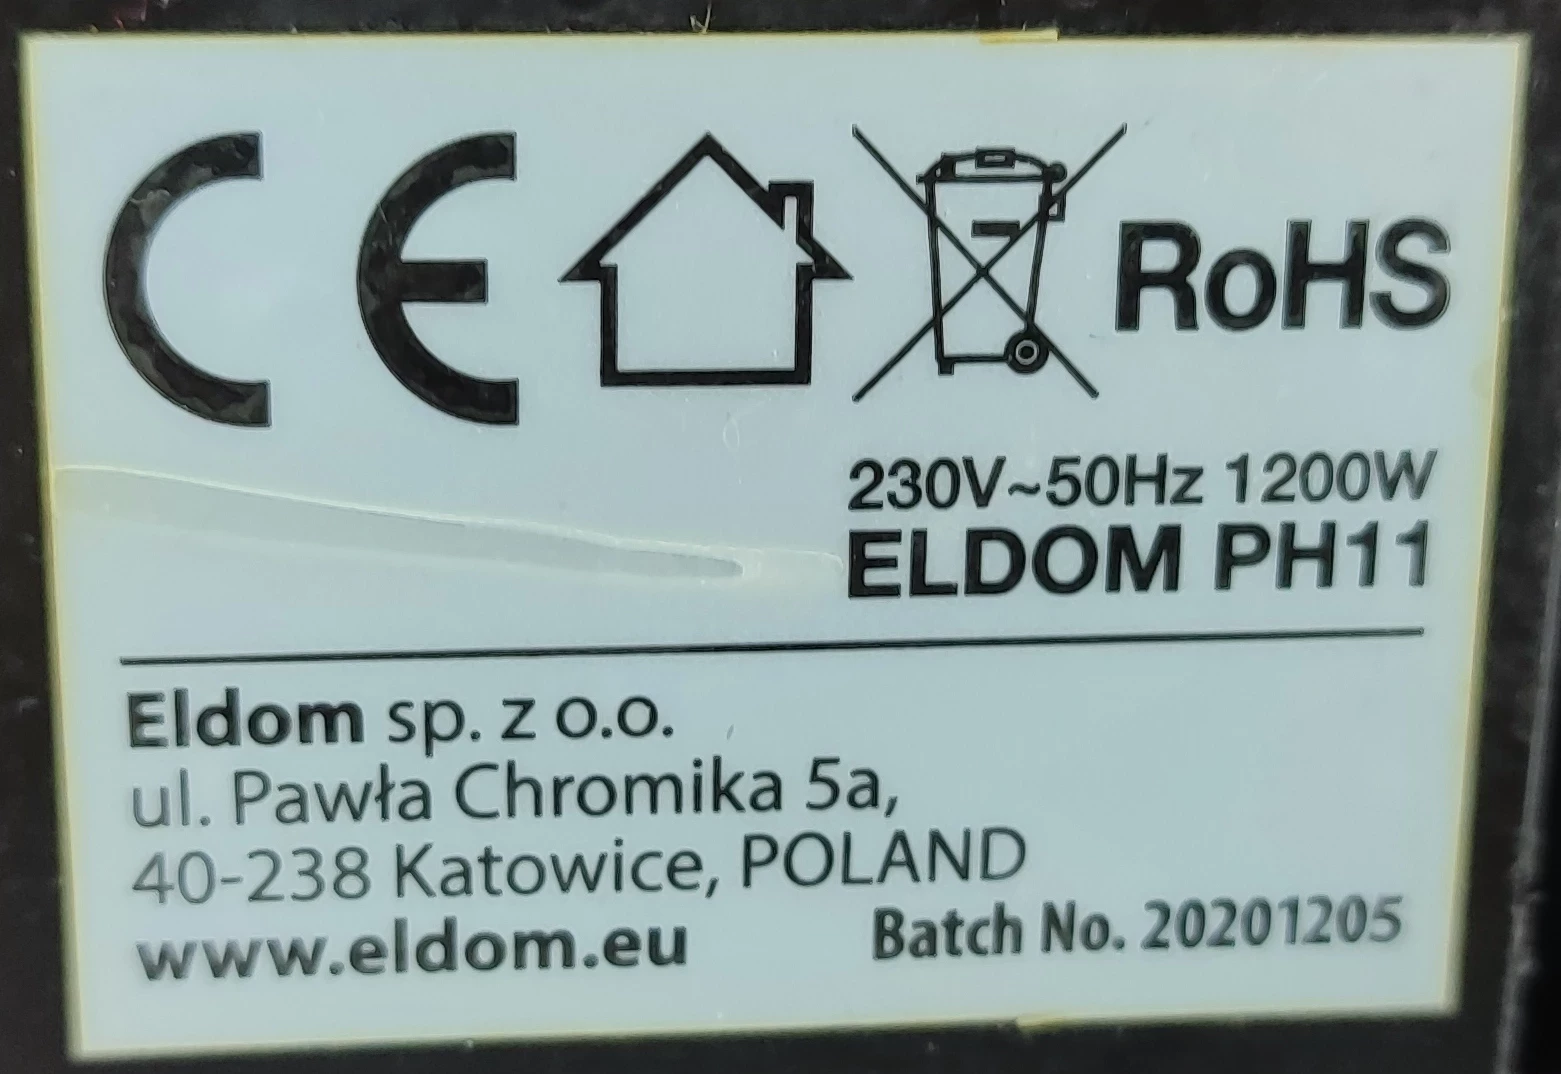 CE RoHS
230V~50Hz 1200W
ELDOM PH11
Eldom sp. z o.o.
ul. Pawła Chromika 5a,
40-238 Katowice, POLAND
www.eldom.eu Batch No. 20201205